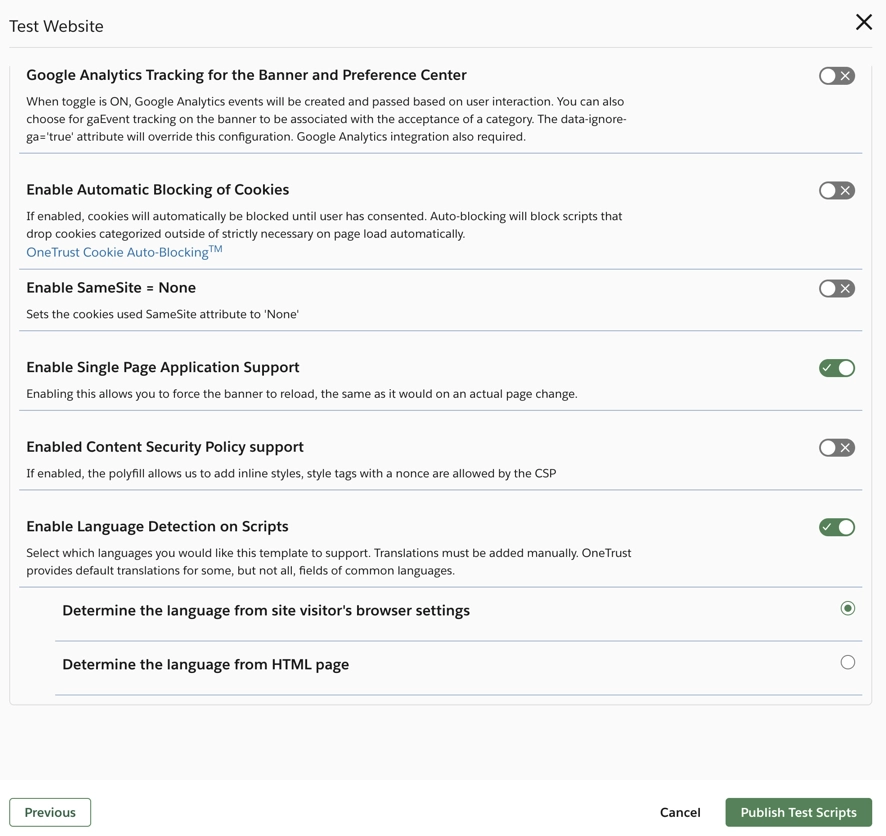 Test Website
Google Analytics Tracking for the Banner and Preference Center
When toggle is ON, Google Analytics events will be created and passed based on user interaction. You can also
choose for gaEvent tracking on the banner to be associated with the acceptance of a category. The data-ignore-
ga='true' attribute will override this configuration. Google Analytics integration also required.
Enable Automatic Blocking of Cookies
If enabled, cookies will automatically be blocked until user has consented. Auto-blocking will block scripts that
drop cookies categorized outside of strictly necessary on page load automatically.
OneTrust Cookie Auto-Blocking™
Enable SameSite = None
Sets the cookies used SameSite attribute to 'None'
Enable Single Page Application Support
Enabling this allows you to force the banner to reload, the same as it would on an actual page change.
Enabled Content Security Policy support
If enabled, the polyfill allows us to add inline styles, style tags with a nonce are allowed by the CSP
Enable Language Detection on Scripts
Select which languages you would like this template to support. Translations must be added manually. OneTrust
provides default translations for some, but not all, fields of common languages.
Determine the language from site visitor's browser settings
Determine the language from HTML page
Previous
Cancel
Publish Test Scripts